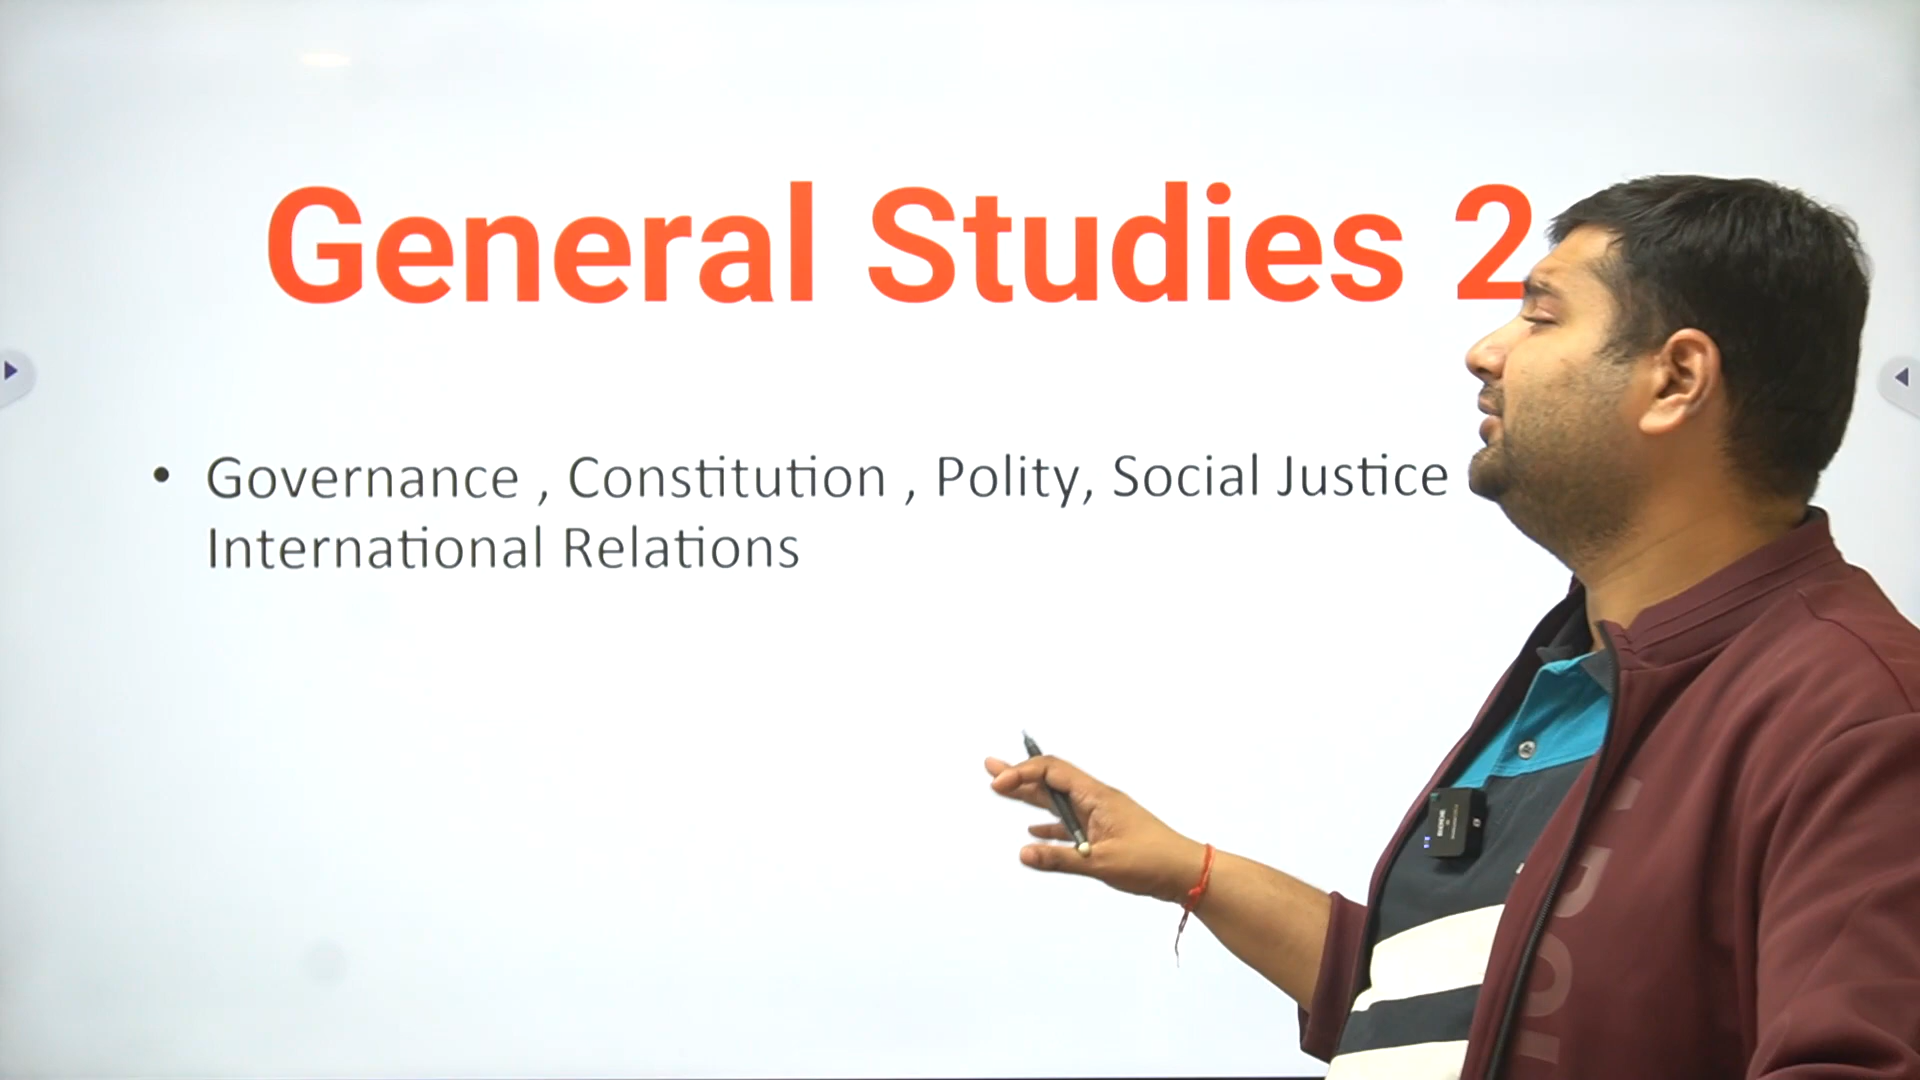 General Studies 2
• Governance , Constitution , Polity, Social Justice
International Relations